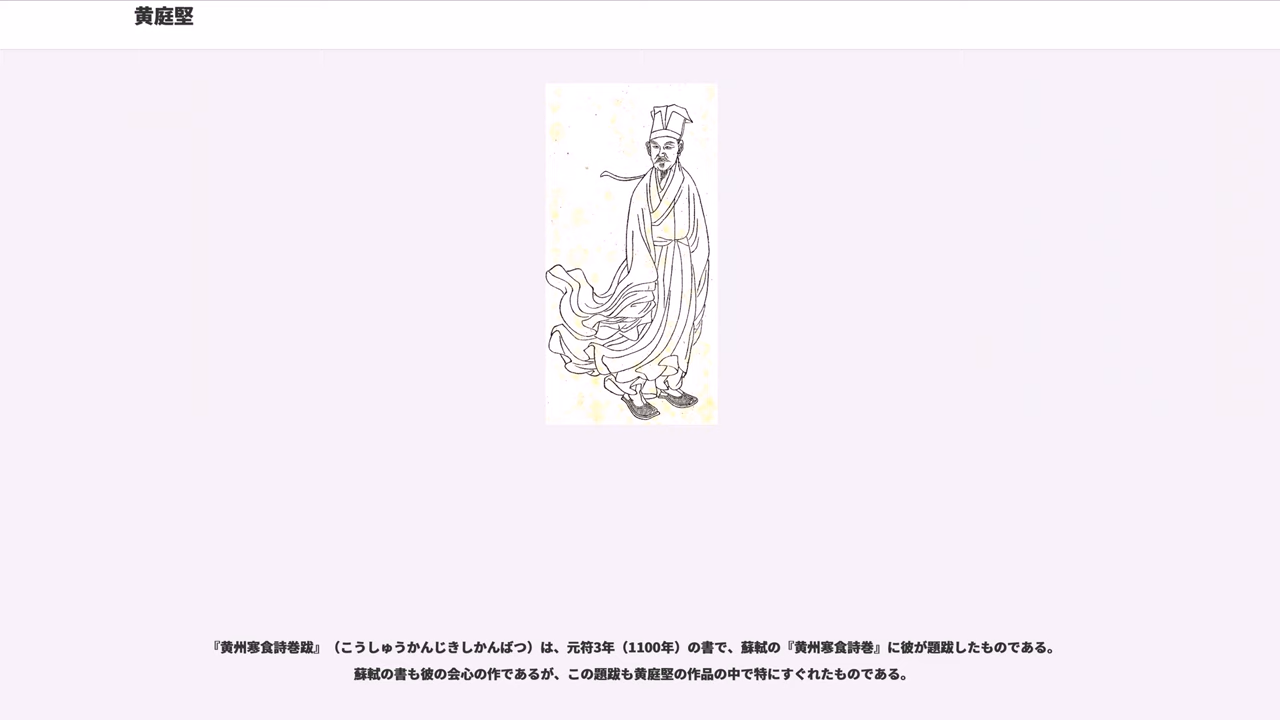 黄庭堅
『黄州寒食詩巻跋』（こうしゅうかんじきしかんばつ）は、元符3年（1100年）の書で、蘇軾の『黄州寒食詩巻』に彼が題跋したものである。
蘇軾の書も彼の会心の作であるが、この題跋も黄庭堅の作品の中で特にすぐれたものである。